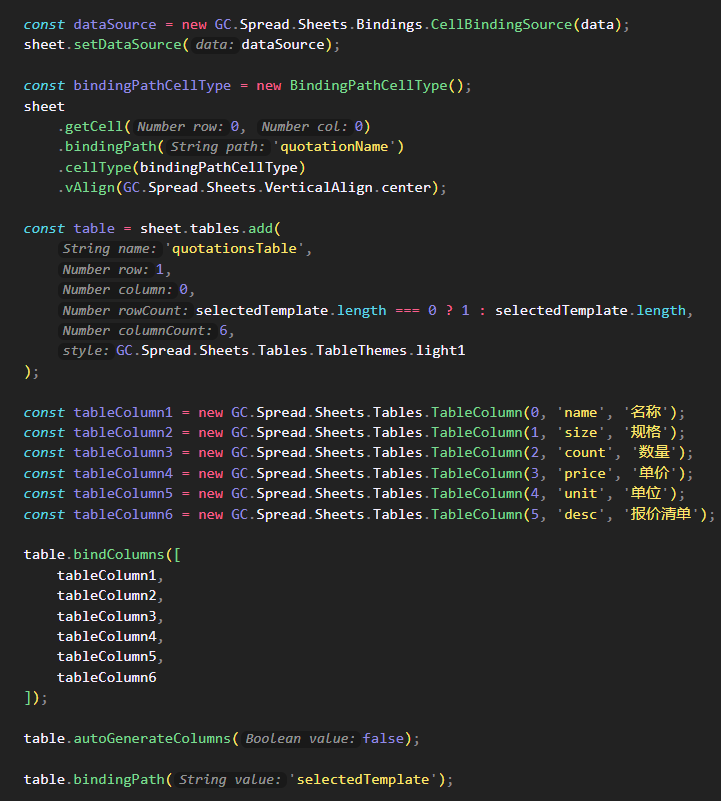 const dataSource = new GC.Spread.Sheets.Bindings.CellBindingSource(data);
sheet.setDataSource( data: dataSource);
const bindingPathCellType = new BindingPathCellType();
sheet
.getCell( Number row: 0, Number col: 0)
.bindingPath( String path: 'quotationName')
.cellType(bindingPathCellType)
.vAlign(GC.Spread.Sheets.VerticalAlign.center);
const table = sheet.tables.add(
String name: 'quotationsTable',
Number row: 1,
Number column: 0,
Number rowCount: selectedTemplate.length === 0 ? 1 : selectedTemplate.length,
Number columnCount: 6,
style: GC.Spread.Sheets.Tables.TableThemes.light1
);
const tableColumn1 = new GC.Spread.Sheets.Tables.TableColumn(0, 'name', '名称');
const tableColumn2 = new GC.Spread.Sheets.Tables.TableColumn(1, 'size', '规格');
const tableColumn3 = new GC.Spread.Sheets.Tables.TableColumn(2, 'count', '数量');
const tableColumn4 = new GC.Spread.Sheets.Tables.TableColumn(3, 'price', '单价');
const tableColumn5 = new GC.Spread.Sheets.Tables.TableColumn(4, 'unit', '单位');
const tableColumn6 = new GC.Spread.Sheets.Tables.TableColumn(5, 'desc', '报价清单');
table.bindColumns([
tableColumn1,
tableColumn2,
tableColumn3,
tableColumn4,
tableColumn5,
tableColumn6
]);
table.autoGenerateColumns( Boolean value: false);
table.bindingPath( String value: 'selectedTemplate');